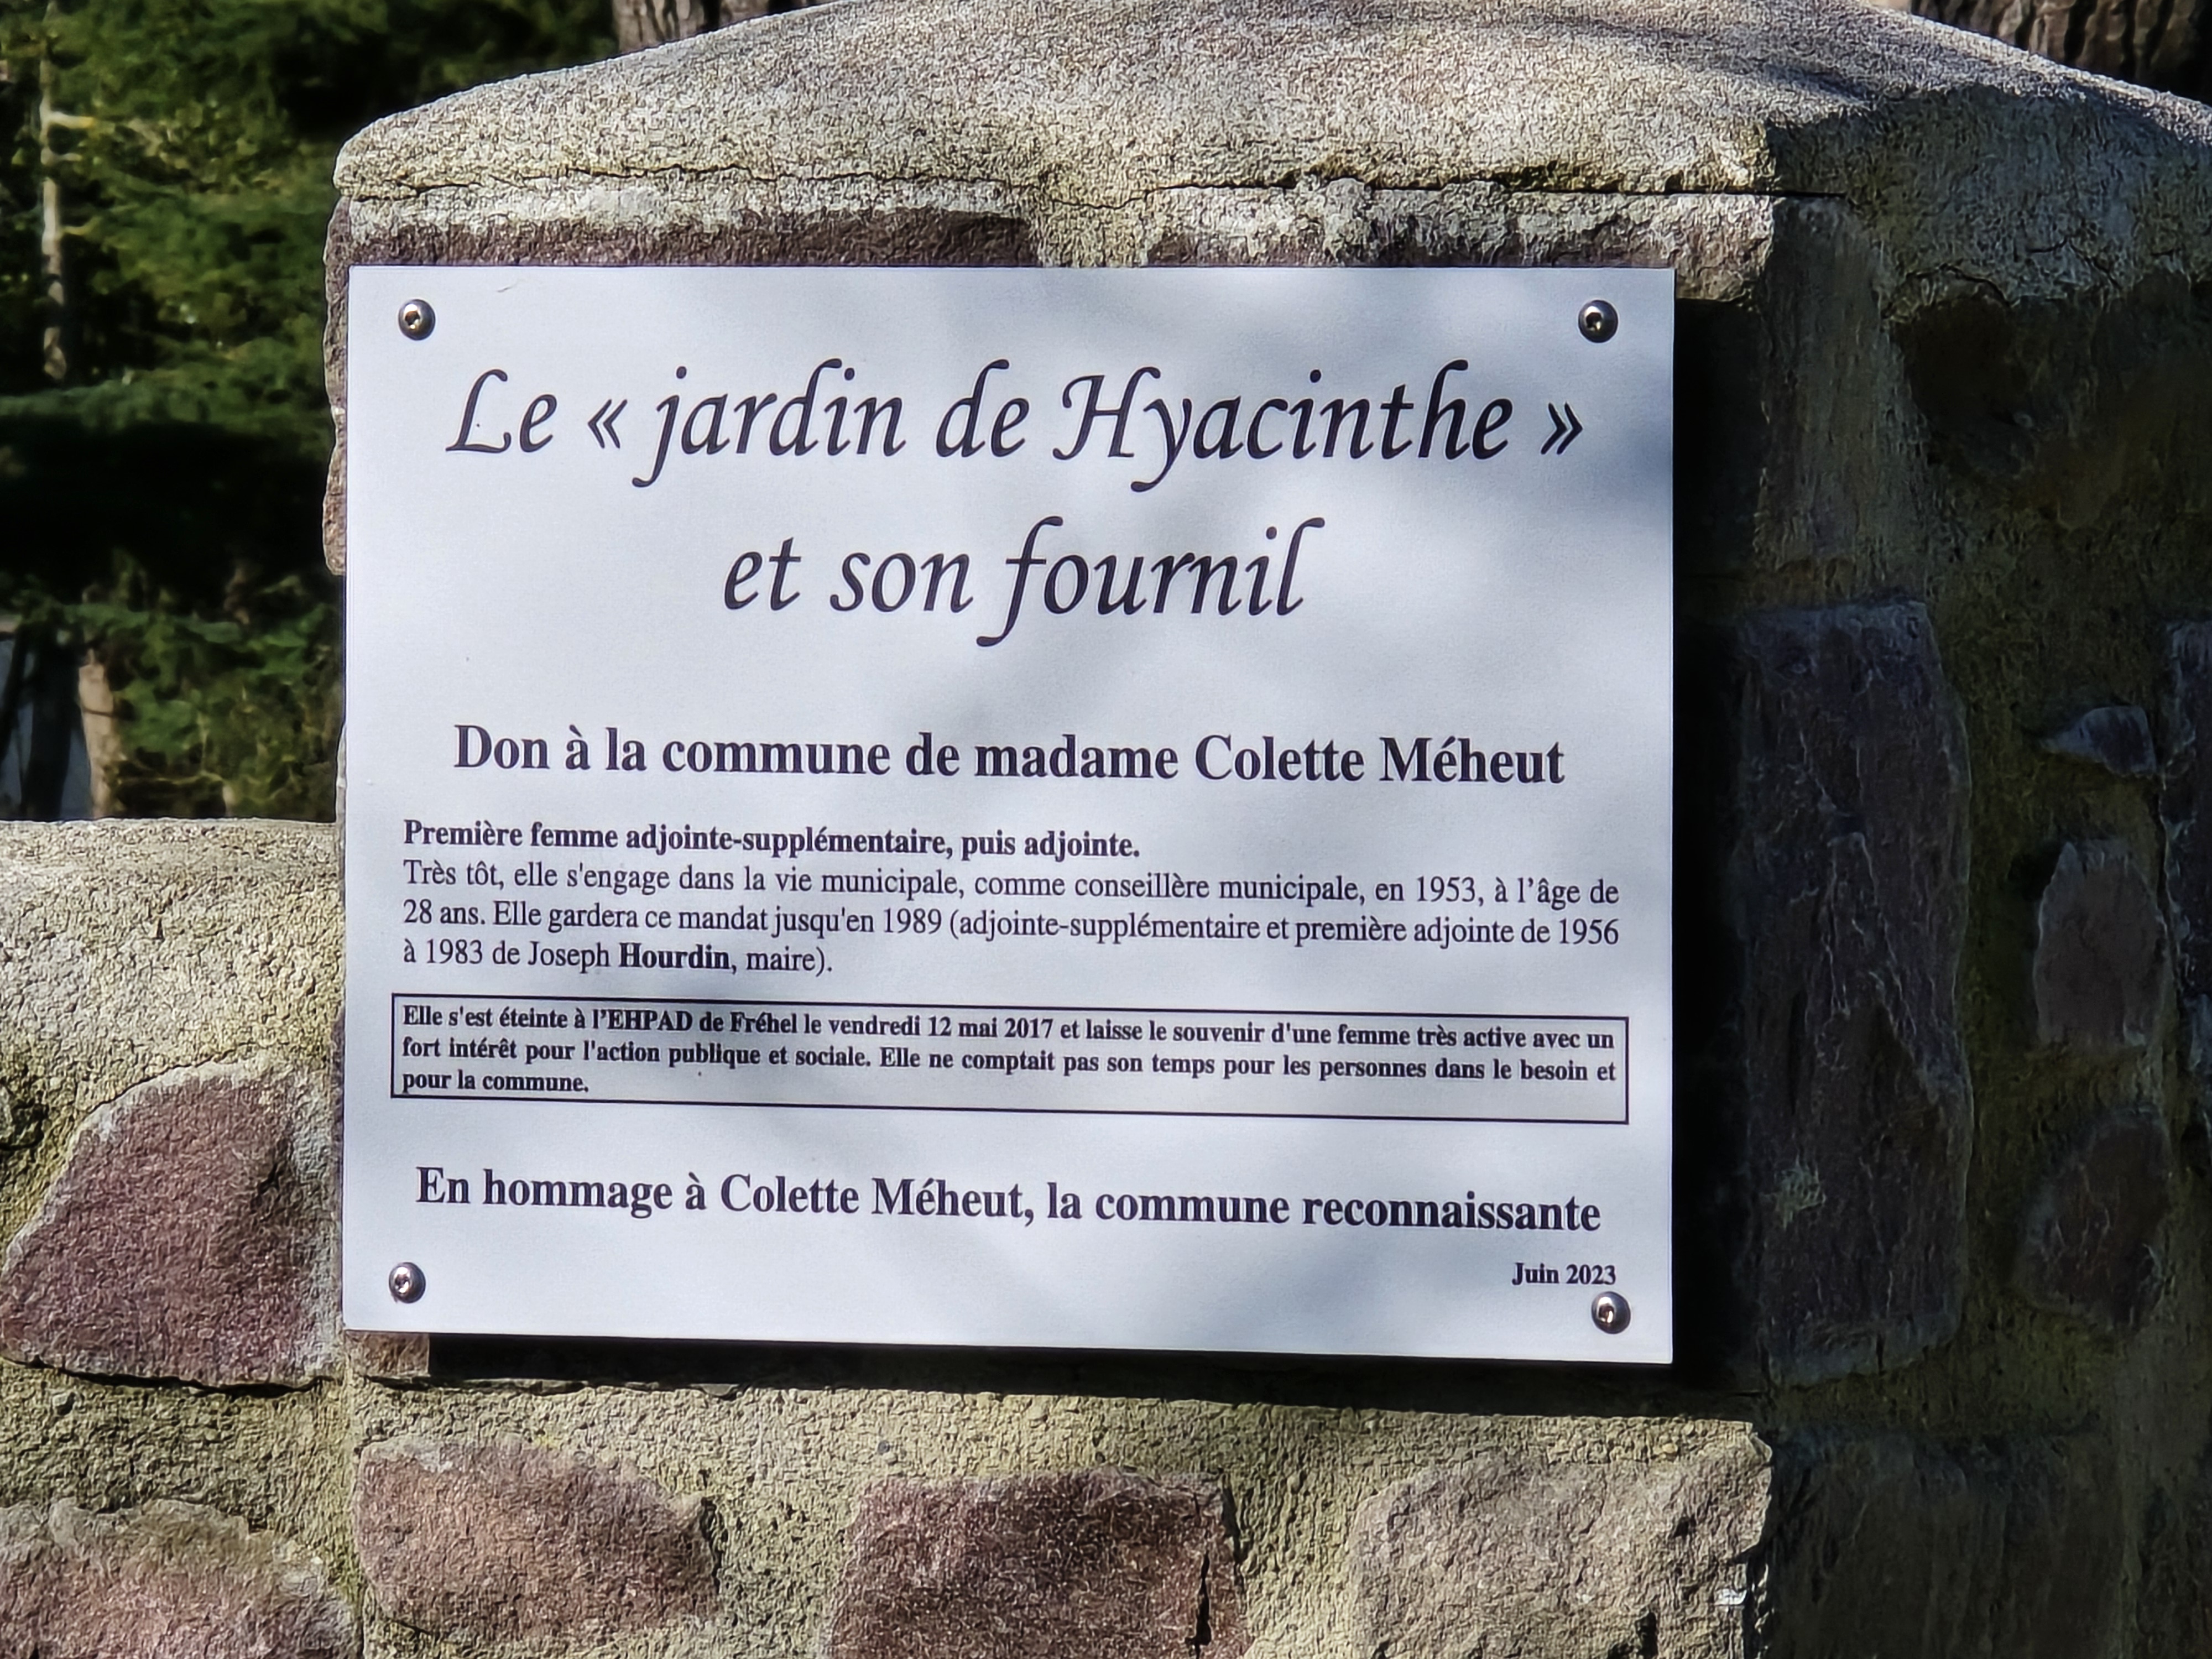 Le « jardin de Hyacinthe »
et son fournil
Don à la commune de madame Colette Méheut
Première femme adjointe-supplémentaire, puis adjointe.
Très tôt, elle s'engage dans la vie municipale, comme conseillère municipale, en 1953, à l’âge de
28 ans. Elle gardera ce mandat jusqu'en 1989 (adjointe-supplémentaire et première adjointe de 1956
à 1983 de Joseph Hourdin, maire).
Elle s'est éteinte à l’EHPAD de Fréhel le vendredi 12 mai 2017 et laisse le souvenir d'une femme très active avec un
fort intérêt pour l'action publique et sociale. Elle ne comptait pas son temps pour les personnes dans le besoin et
pour la commune.
En hommage à Colette Méheut, la commune reconnaissante
Juin 2023